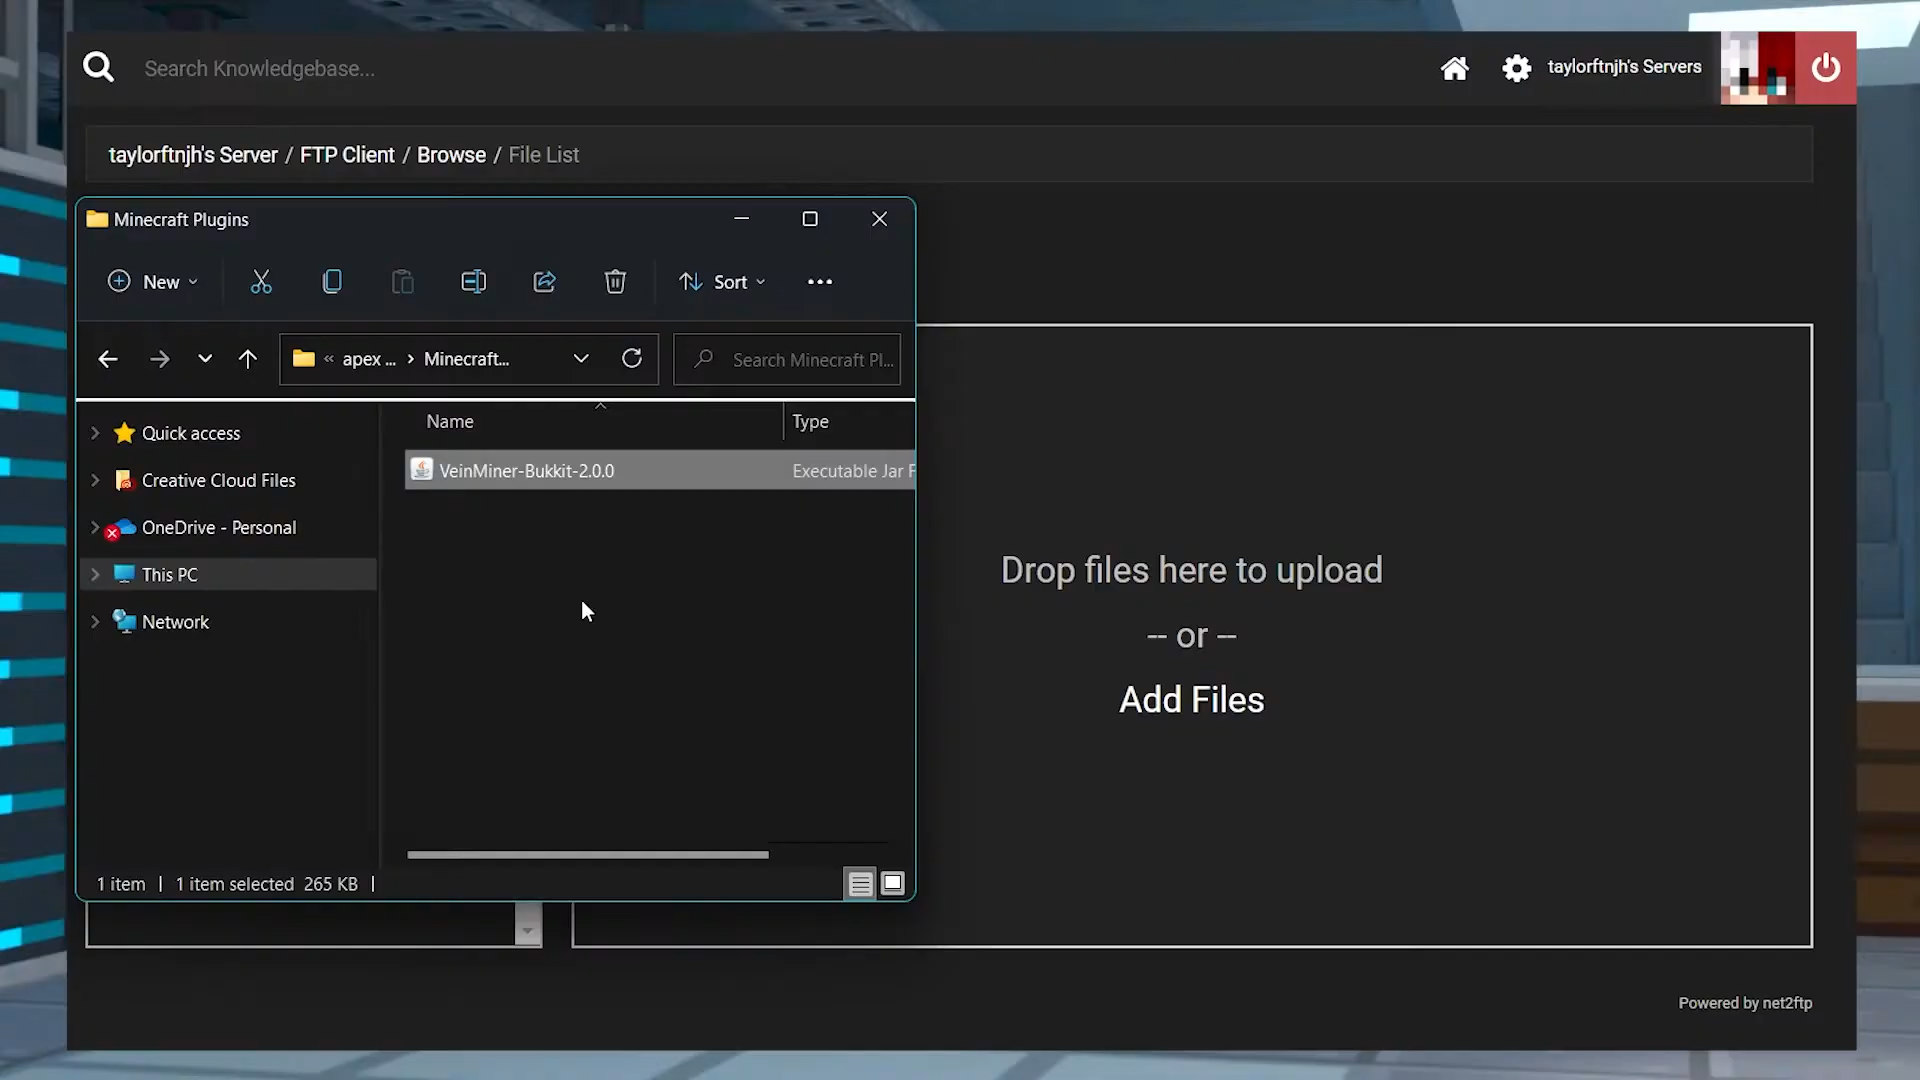 Search Knowledgebase...
taylorftnjh's Servers
taylorftnjh's Server / FTP Client / Browse / File List
Minecraft Plugins
New
Sort
« apex ... > Minecraft...
Search Minecraft Pl...
Quick access
Creative Cloud Files
OneDrive - Personal
This PC
Network
Name
Type
VeinMiner-Bukkit-2.0.0
Executable Jar F
1 item | 1 item selected 265 KB |
Drop files here to upload
-- or --
Add Files
Powered by net2ftp